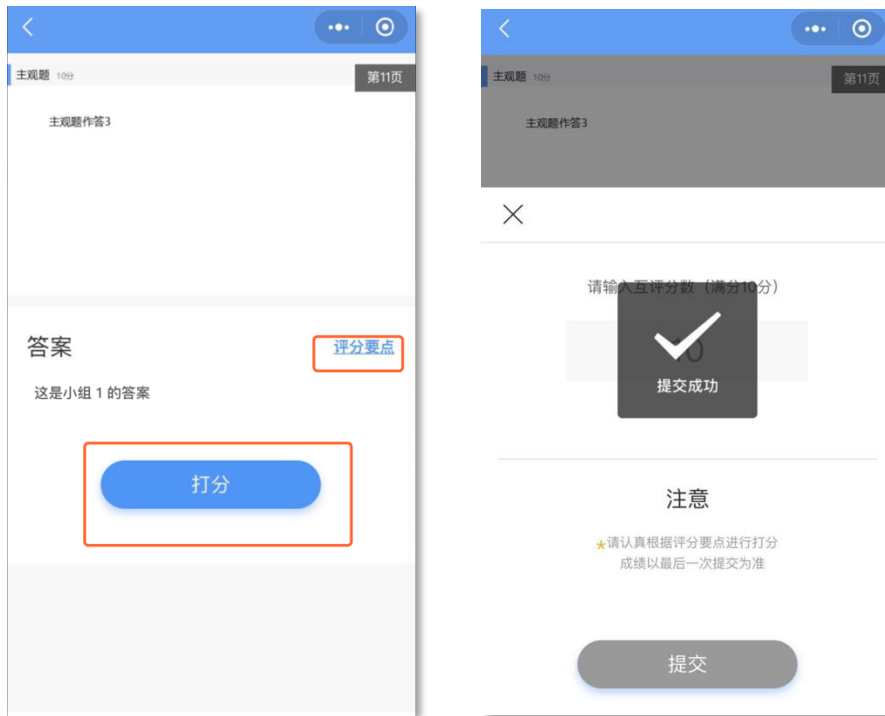 主观题 10分
第11页
主观题作答3
答案
评分要点
这是小组 1 的答案
打分
主观题 10分
第11页
主观题作答3
请输入互评分数（满分10分）
10
提交成功
注意
★请认真根据评分要点进行打分
成绩以最后一次提交为准
提交